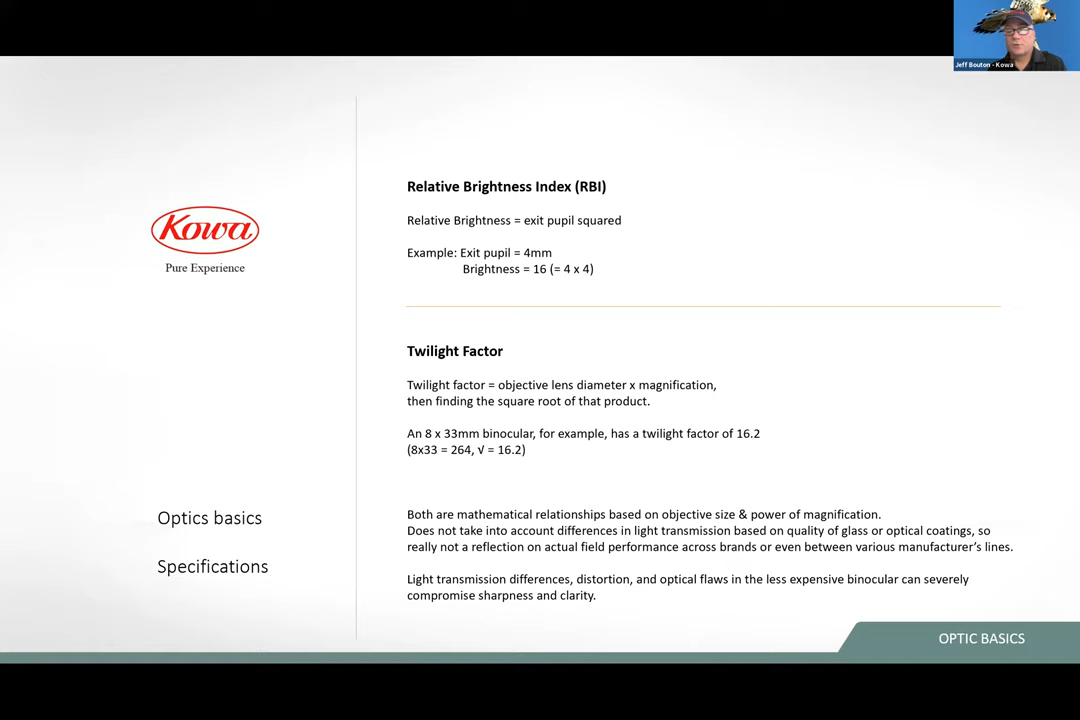 Jeff Bouton - Kowa
Kowa
Pure Experience
Optics basics
Specifications
Relative Brightness Index (RBI)
Relative Brightness = exit pupil squared
Example: Exit pupil = 4mm
Brightness = 16 (= 4 x 4)
Twilight Factor
Twilight factor = objective lens diameter x magnification,
then finding the square root of that product.
An 8 x 33mm binocular, for example, has a twilight factor of 16.2
(8x33 = 264, √ = 16.2)
Both are mathematical relationships based on objective size & power of magnification.
Does not take into account differences in light transmission based on quality of glass or optical coatings, so
really not a reflection on actual field performance across brands or even between various manufacturer's lines.
Light transmission differences, distortion, and optical flaws in the less expensive binocular can severely
compromise sharpness and clarity.
OPTIC BASICS